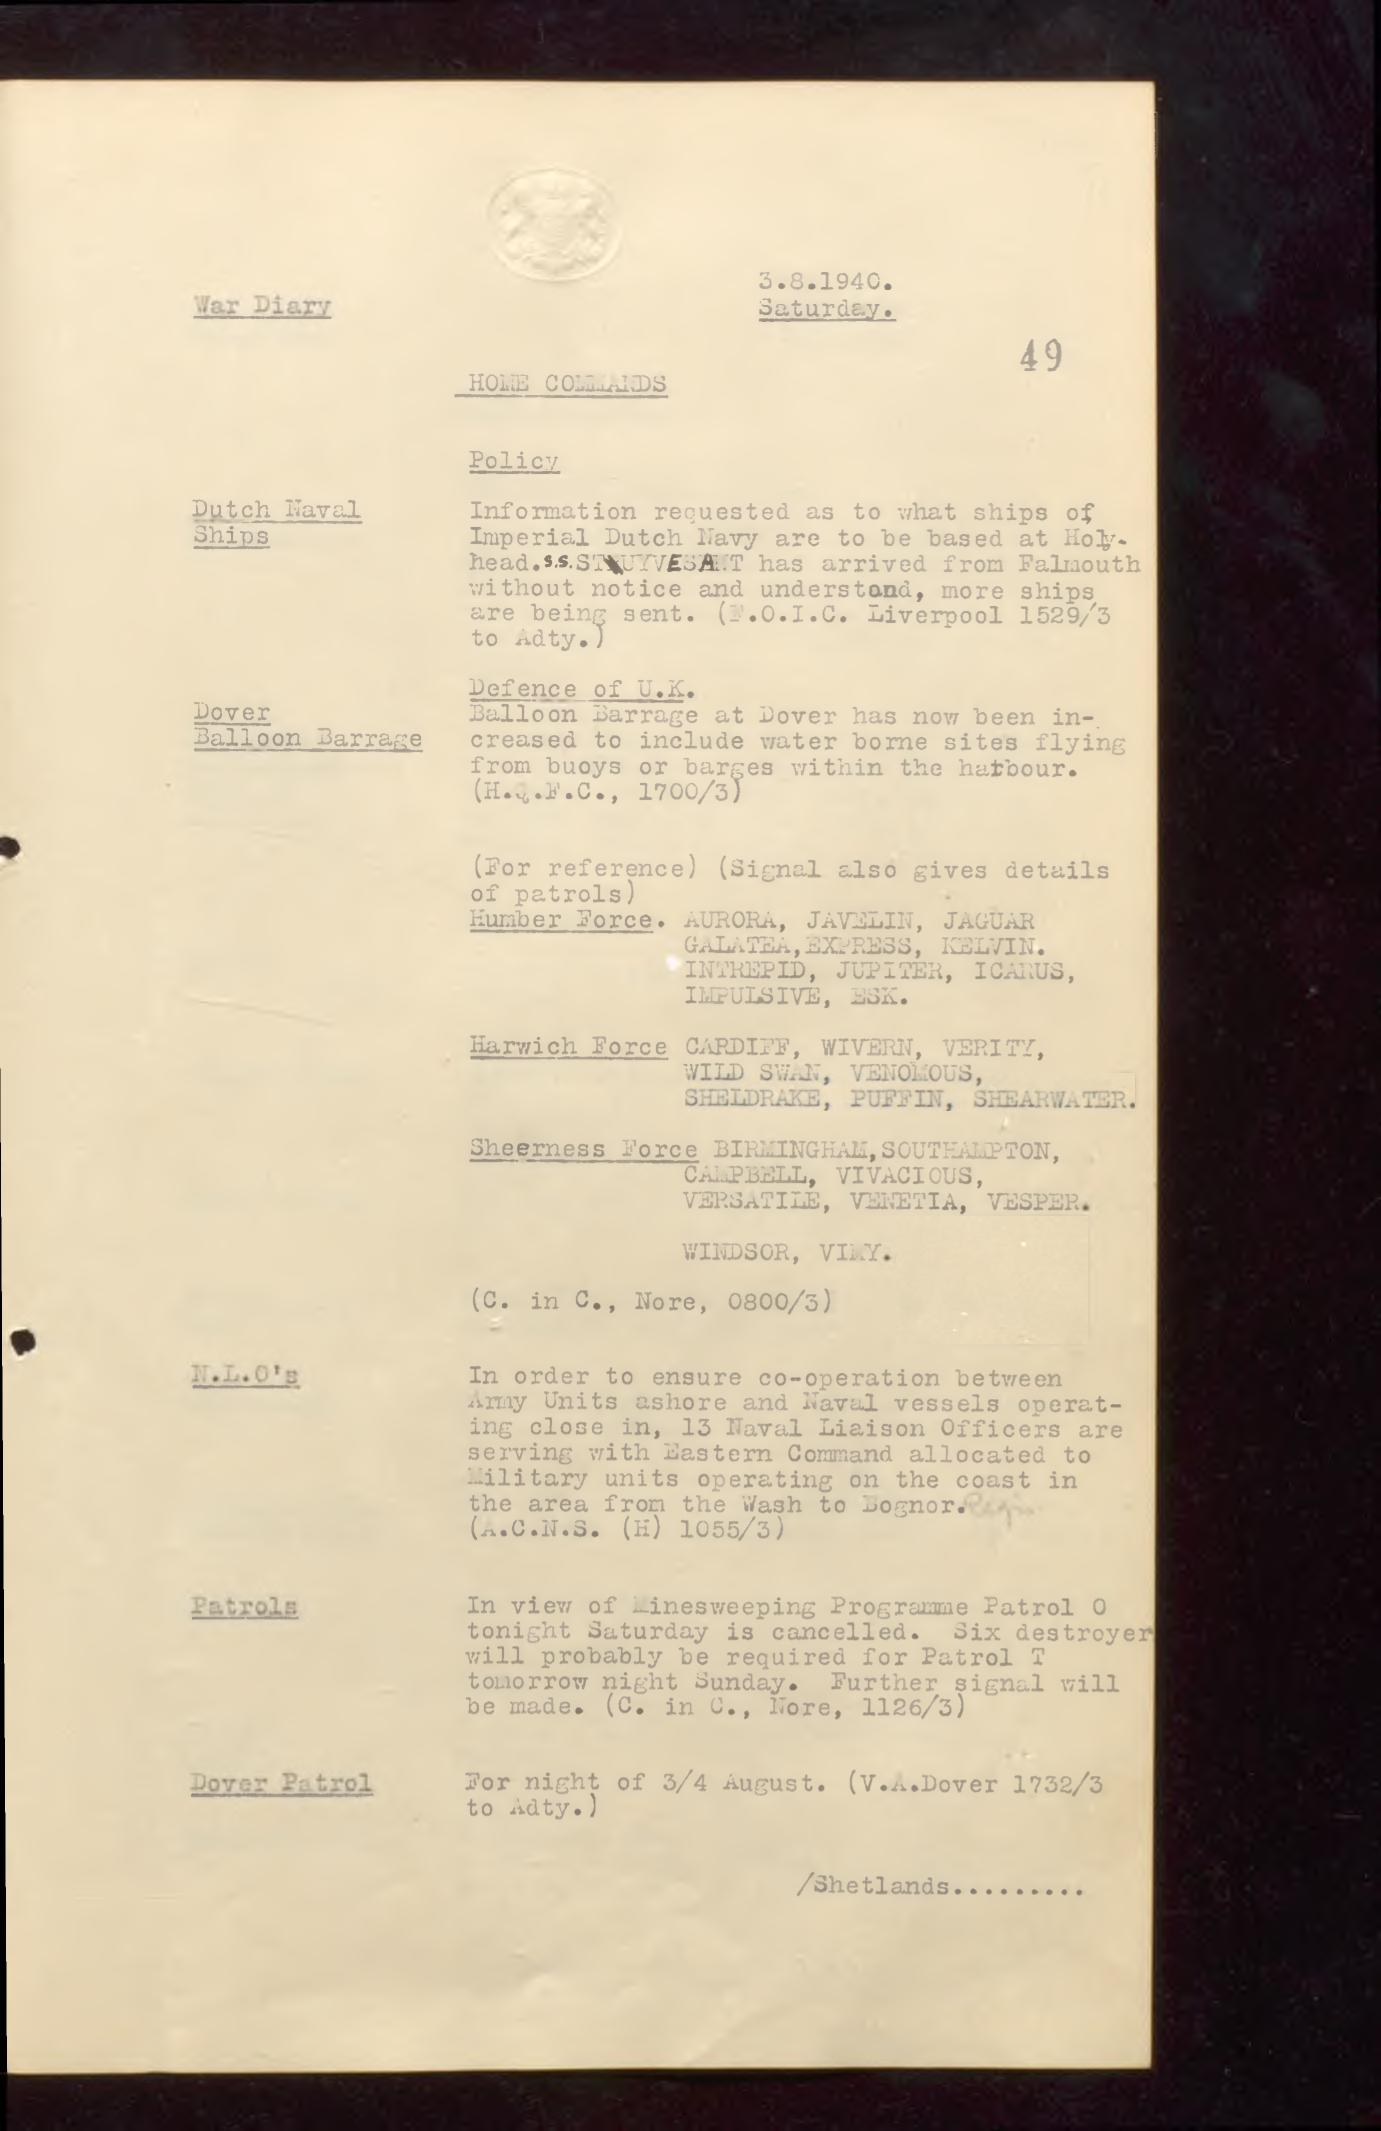 3.8.1940.
War Diary
Saturday.
49
HOME COMMANDS
Policy
Dutch Naval
Ships
Information requested as to what ships of
Imperial Dutch Navy are to be based at Holy-
head. s.s. STUYVESANT has arrived from Falmouth
without notice and understand, more ships
are being sent. (F.O.I.C. Liverpool 1529/3
to Adty.)
Defence of U.K.
Dover
Balloon Barrage
Balloon Barrage at Dover has now been in-
creased to include water borne sites flying
from buoys or barges within the harbour.
(H.Q.F.C., 1700/3)
(For reference) (Signal also gives details
of patrols)
Humber Force. AURORA, JAVELIN, JAGUAR
GALATEA, EXPRESS, KELVIN.
INTREPID, JUPITER, ICARUS,
IMPULSIVE, ESK.
Harwich Force CARDIFF, WIVERN, VERITY,
WILD SWAN, VENOMOUS,
SHELDRAKE, PUFFIN, SHEARWATER.
Sheerness Force BIRMINGHAM, SOUTHAMPTON,
CAMPBELL, VIVACIOUS,
VERSATILE, VENETIA, VESPER.
WINDSOR, VIMY.
(C. in C., Nore, 0800/3)
N.L.O's
In order to ensure co-operation between
Army Units ashore and Naval vessels operat-
ing close in, 13 Naval Liaison Officers are
serving with Eastern Command allocated to
Military units operating on the coast in
the area from the Wash to Bognor.
(A.C.N.S. (H) 1055/3)
Patrols
In view of Minesweeping Programme Patrol O
tonight Saturday is cancelled. Six destroyer
will probably be required for Patrol T
tomorrow night Sunday. Further signal will
be made. (C. in C., Nore, 1126/3)
Dover Patrol
For night of 3/4 August. (V.A.Dover 1732/3
to Adty.)
/Shetlands.........